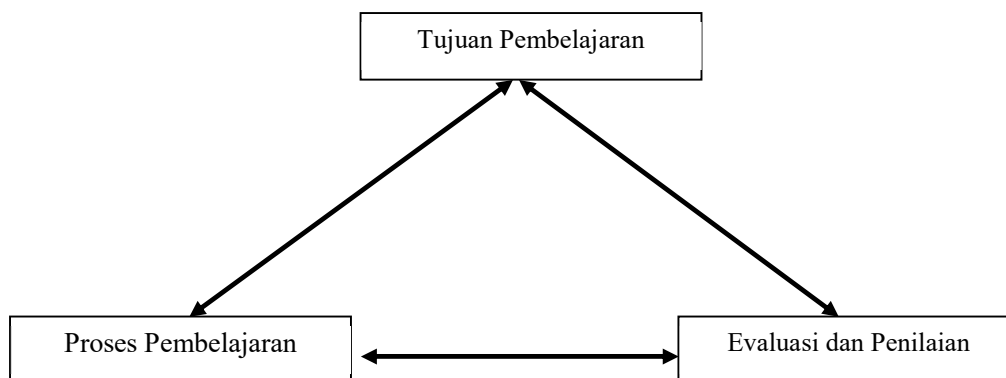 Tujuan Pembelajaran
Proses Pembelajaran
Evaluasi dan Penilaian